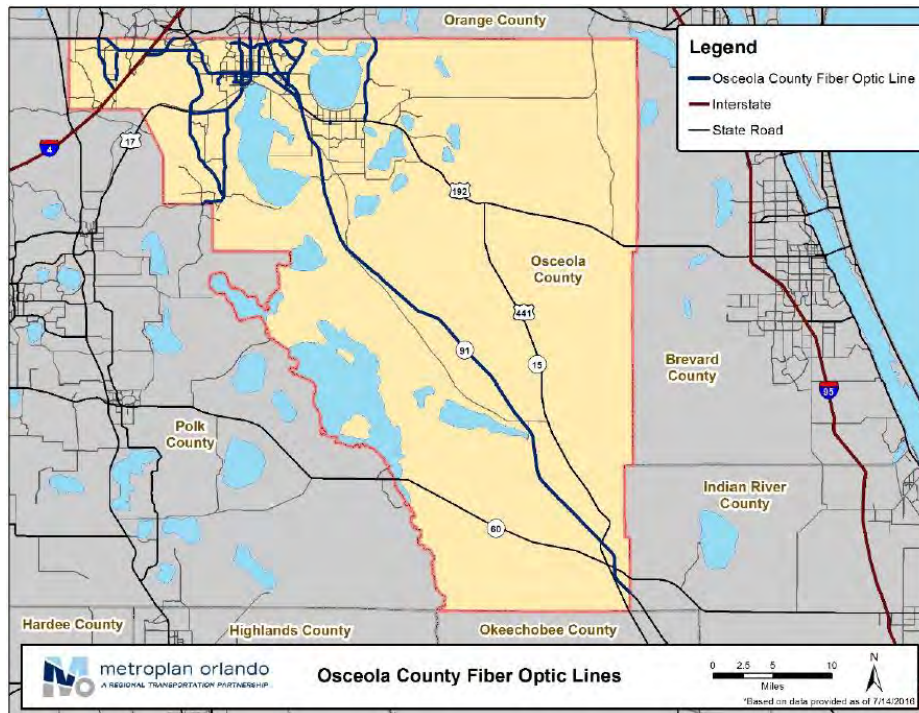 Orange County
Legend
Osceola County Fiber Optic Line
Interstate
State Road
17
4
192
Osceola
County
441
91
15
Brevard
County
95
Polk
County
Indian River
County
60
Hardee County
Highlands County
Okeechobee County
metroplan orlando
A REGIONAL TRANSPORTATION PARTNERSHIP
Osceola County Fiber Optic Lines
0 2.5 5 10
Miles
N
*Based on data provided as of 7/14/2016